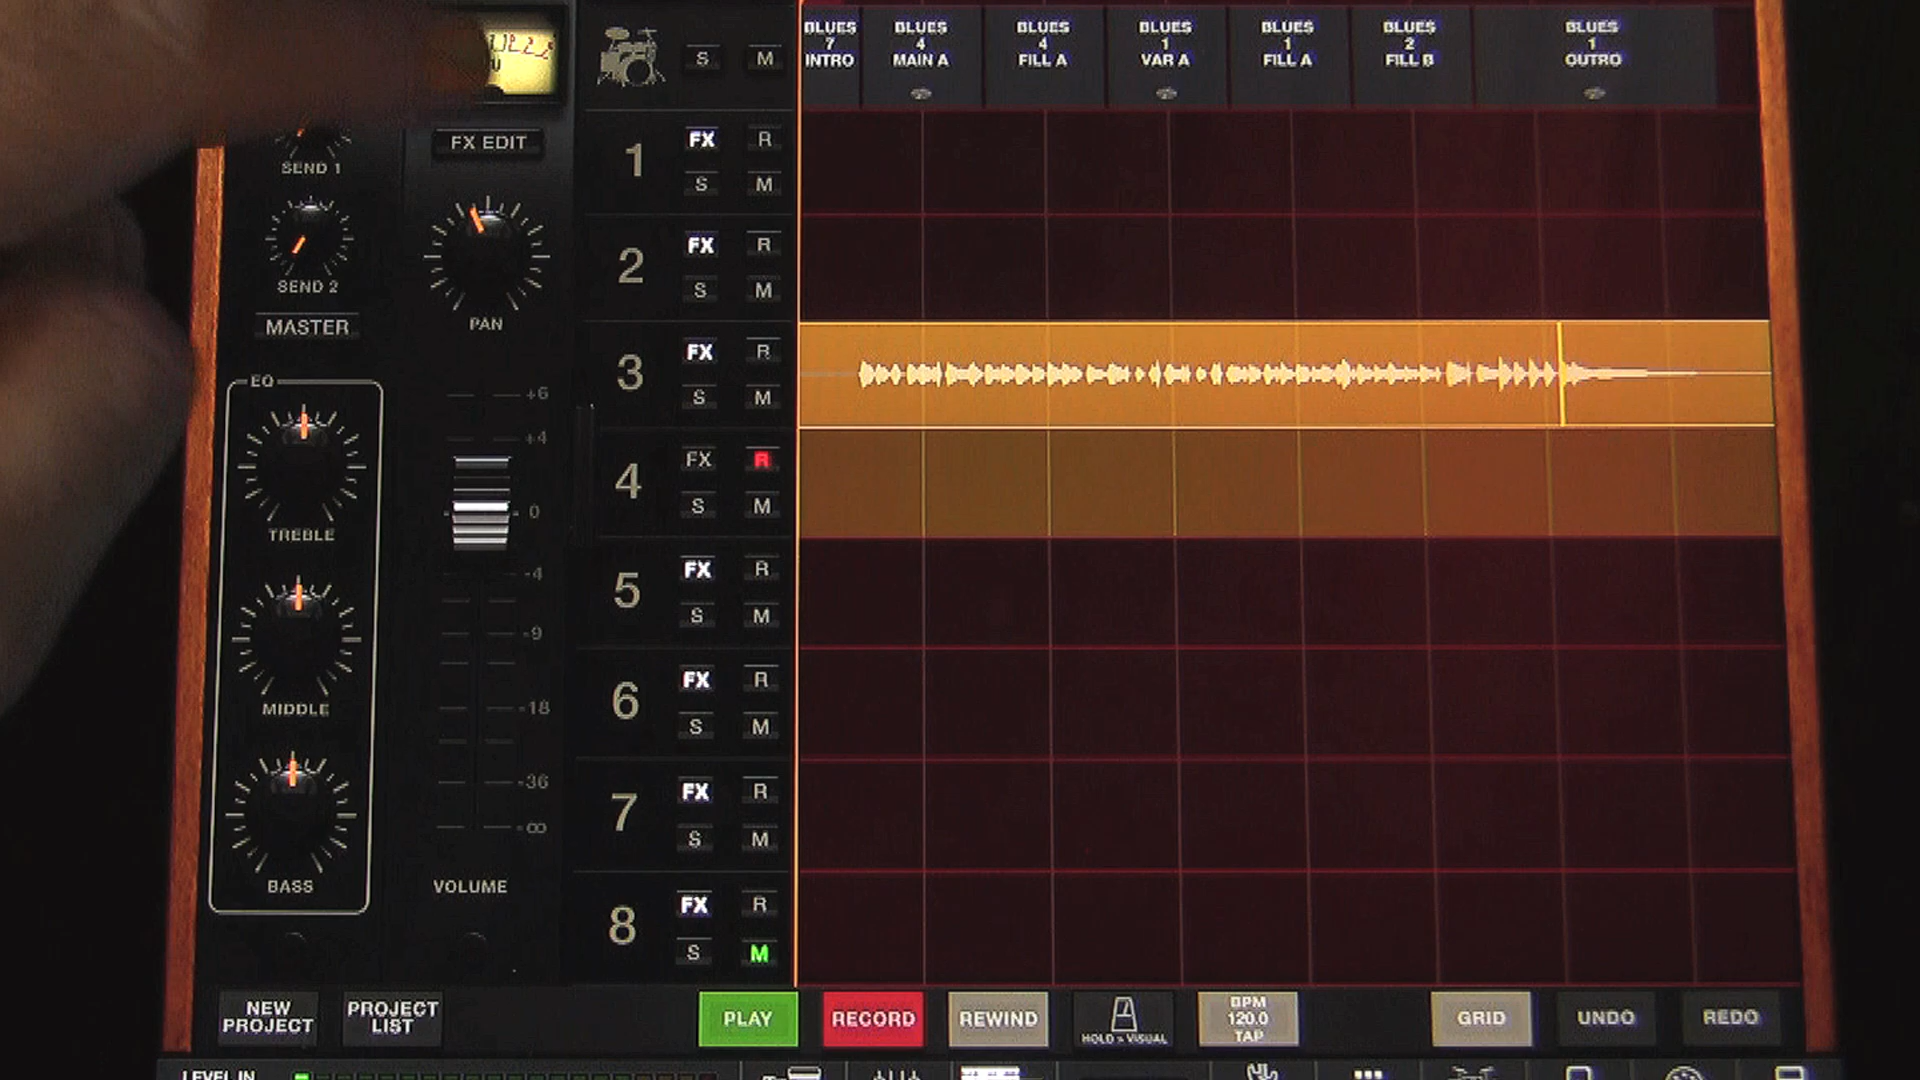 S M
BLUES 7 INTRO
BLUES 4 MAIN A
BLUES 4 FILL A
BLUES 1 VAR A
BLUES 1 FILL A
BLUES 2 FILL B
BLUES 1 OUTRO
FX EDIT
SEND 1
SEND 2
MASTER
PAN
EQ
TREBLE
MIDDLE
BASS
+6
+4
0
-4
-9
-18
-36
-∞
VOLUME
1 FX R
S M
2 FX R
S M
3 FX R
S M
4 FX R
S M
5 FX R
S M
6 FX R
S M
7 FX R
S M
8 FX R
S M
NEW PROJECT
PROJECT LIST
PLAY
RECORD
REWIND
HOLD > VISUAL
BPM
120.0
TAP
GRID
UNDO
REDO
LEVEL IN